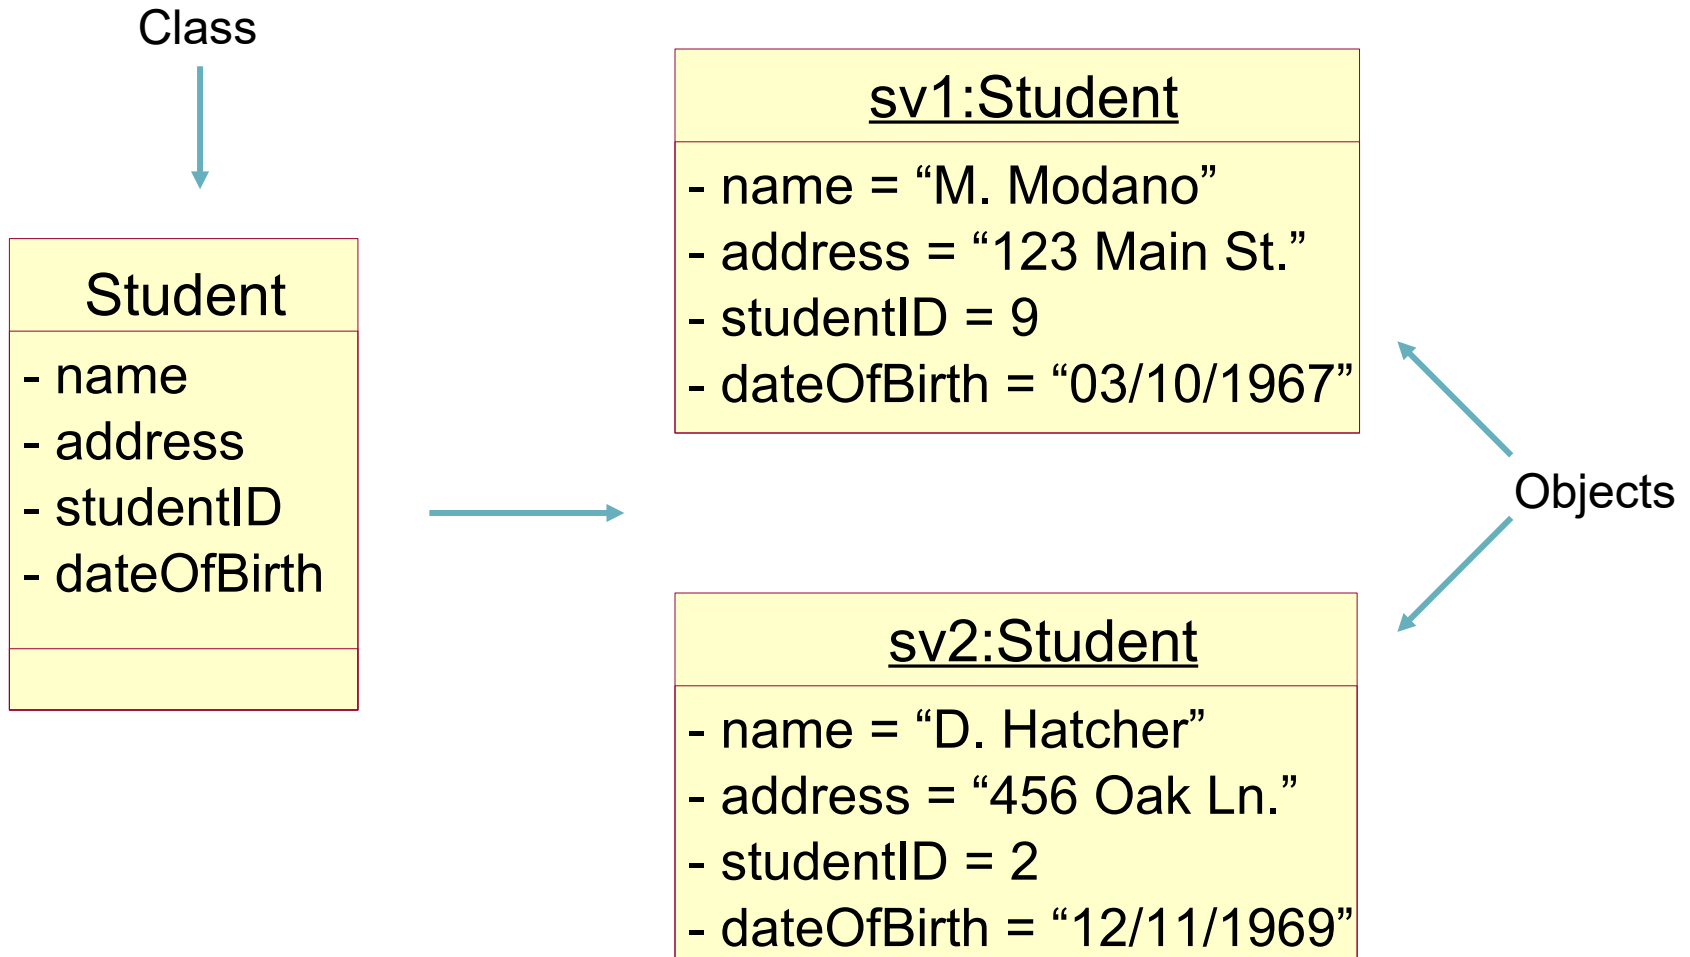 Class
Student
- name
- address
- studentID
- dateOfBirth
sv1:Student
- name = “M. Modano”
- address = “123 Main St.”
- studentID = 9
- dateOfBirth = “03/10/1967”
Objects
sv2:Student
- name = “D. Hatcher”
- address = “456 Oak Ln.”
- studentID = 2
- dateOfBirth = “12/11/1969”